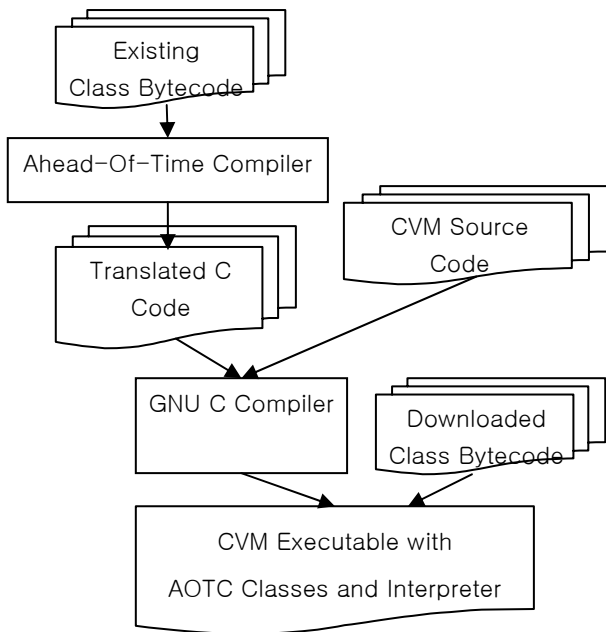 Existing
Class Bytecode
Ahead-Of-Time Compiler
Translated C
Code
CVM Source
Code
GNU C Compiler
Downloaded
Class Bytecode
CVM Executable with
AOTC Classes and Interpreter